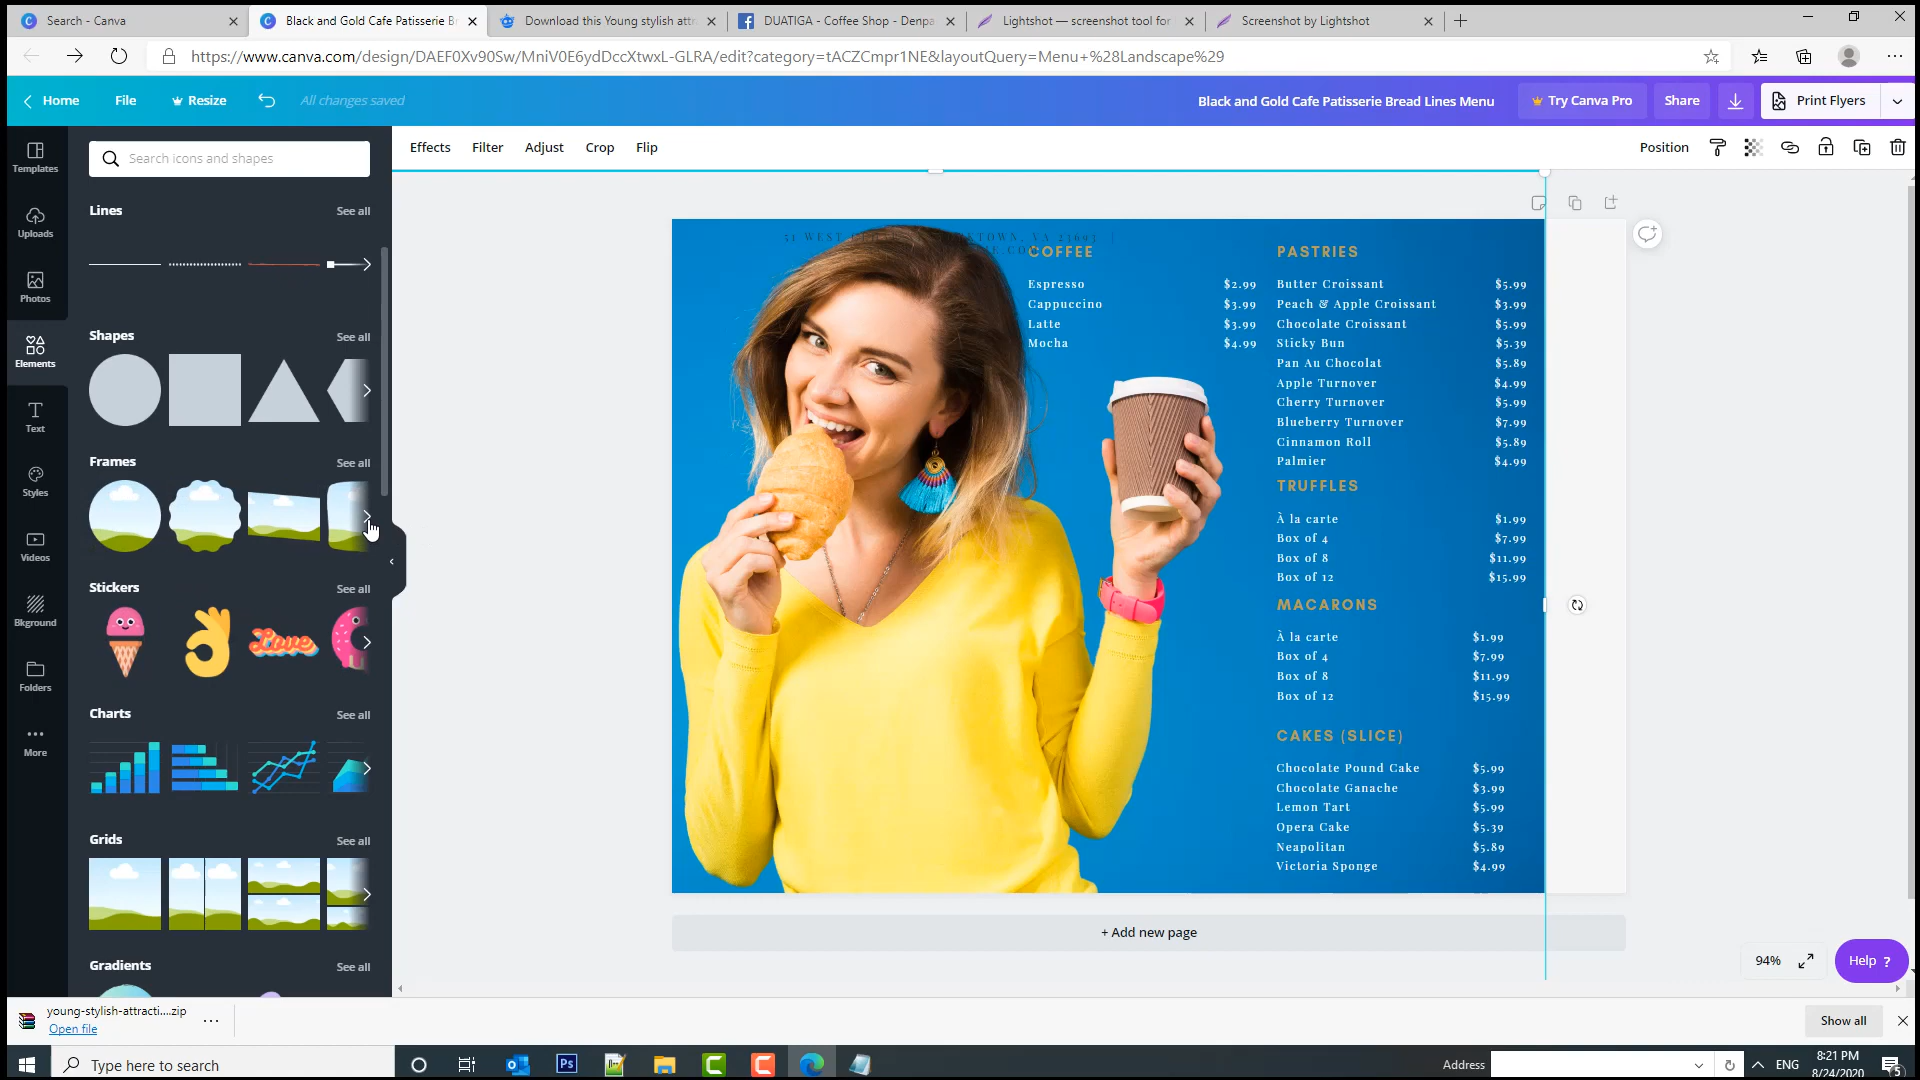 Search - Canva
Black and Gold Cafe Patisserie Br
Download this Young stylish attr
DUATIGA - Coffee Shop - Denpa
Lightshot — screenshot tool for
Screenshot by Lightshot
https://www.canva.com/design/DAEF0Xv90Sw/MniV0E6ydDccXtwxL-GLRA/edit?category=tACZCmpr1NE&layoutQuery=Menu+%28Landscape%29
Home
File
Resize
All changes saved
Black and Gold Cafe Patisserie Bread Lines Menu
Try Canva Pro
Share
Print Flyers
Effects
Filter
Adjust
Crop
Flip
Position
Templates
Uploads
Photos
Elements
Text
Styles
Videos
Bkground
Folders
More
Search icons and shapes
Lines See all
Shapes See all
Frames See all
Stickers See all
Love
Charts See all
Grids See all
Gradients See all
51 WEST
TOWN, VA 23693 |
COFFEE
Espresso $2.99
Cappuccino $3.99
Latte $3.99
Mocha $4.99
PASTRIES
Butter Croissant $5.99
Peach & Apple Croissant $3.99
Chocolate Croissant $5.99
Sticky Bun $5.39
Pan Au Chocolat $5.89
Apple Turnover $4.99
Cherry Turnover $5.99
Blueberry Turnover $7.99
Cinnamon Roll $5.89
Palmier $4.99
TRUFFLES
À la carte $1.99
Box of 4 $7.99
Box of 8 $11.99
Box of 12 $15.99
MACARONS
À la carte $1.99
Box of 4 $7.99
Box of 8 $11.99
Box of 12 $15.99
CAKES (SLICE)
Chocolate Pound Cake $5.99
Chocolate Ganache $3.99
Lemon Tart $5.99
Opera Cake $5.39
Neapolitan $5.89
Victoria Sponge $4.99
+ Add new page
94%
Help ?
young-stylish-attracti....zip
Open file
Show all
Type here to search
Ps
Address
ENG
8:21 PM
8/24/2020
5